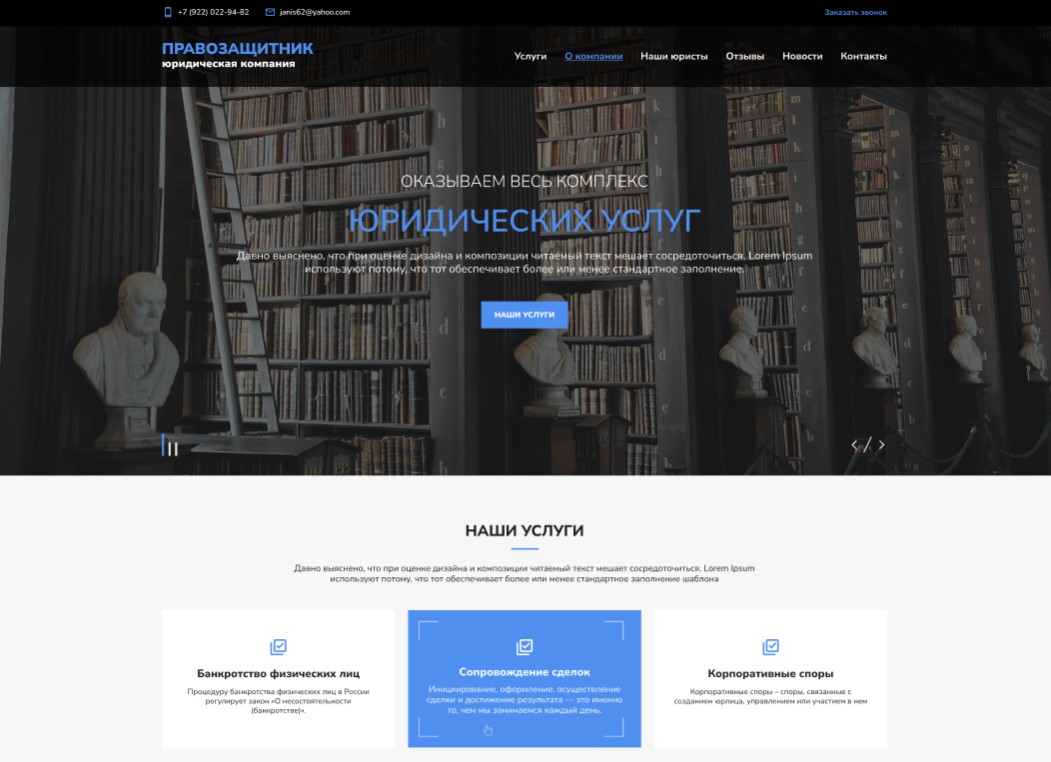 +7 (922) 022-94-82 janis62@yahoo.com Заказать звонок
ПРАВОЗАЩИТНИК
юридическая компания
Услуги О компании Наши юристы Отзывы Новости Контакты
ОКАЗЫВАЕМ ВЕСЬ КОМПЛЕКС
ЮРИДИЧЕСКИХ УСЛУГ
Давно выяснено, что при оценке дизайна и композиции читаемый текст мешает сосредоточиться. Lorem Ipsum
используют потому, что тот обеспечивает более или менее стандартное заполнение.
НАШИ УСЛУГИ
НАШИ УСЛУГИ
Давно выяснено, что при оценке дизайна и композиции читаемый текст мешает сосредоточиться. Lorem Ipsum
используют потому, что тот обеспечивает более или менее стандартное заполнение шаблона
Банкротство физических лиц
Процедуру банкротства физических лиц в России
регулирует закон «О несостоятельности
(банкротстве)».
Сопровождение сделок
Инициирование, оформление, осуществление
сделки и достижение результата — это именно
то, чем мы занимаемся каждый день.
Корпоративные споры
Корпоративные споры – споры, связанные с
созданием юрлица, управлением или участием в нем